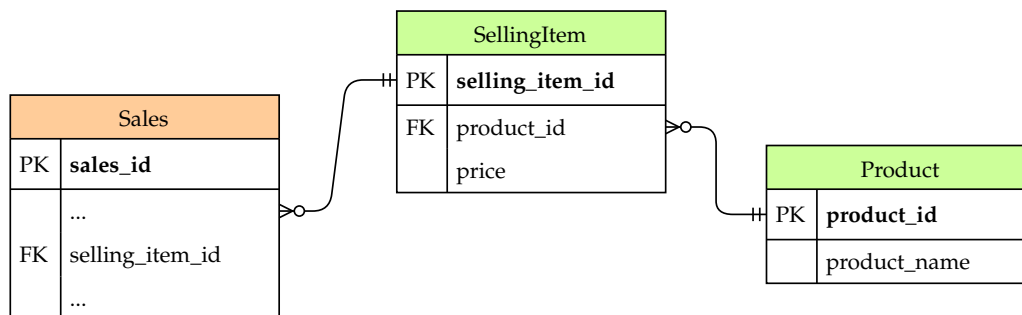 SellingItem
PK selling_item_id
FK product_id
price
Sales
PK sales_id
...
FK selling_item_id
...
Product
PK product_id
product_name